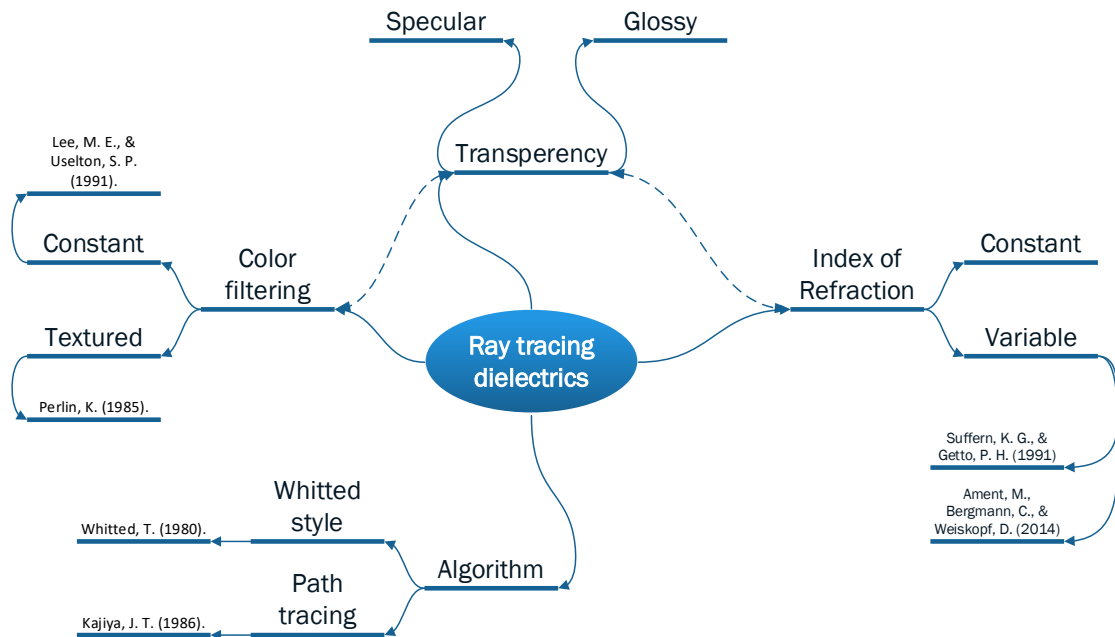 Specular
Glossy
Transperency
Lee, M. E., &
Uselton, S. P.
(1991).
Constant
Color
filtering
Textured
Perlin, K. (1985).
Ray tracing
dielectrics
Index of
Refraction
Constant
Variable
Suffern, K. G., &
Getto, P. H. (1991)
Ament, M.,
Bergmann, C., &
Weiskopf, D. (2014)
Whitted
style
Whitted, T. (1980).
Algorithm
Path
tracing
Kajiya, J. T. (1986).